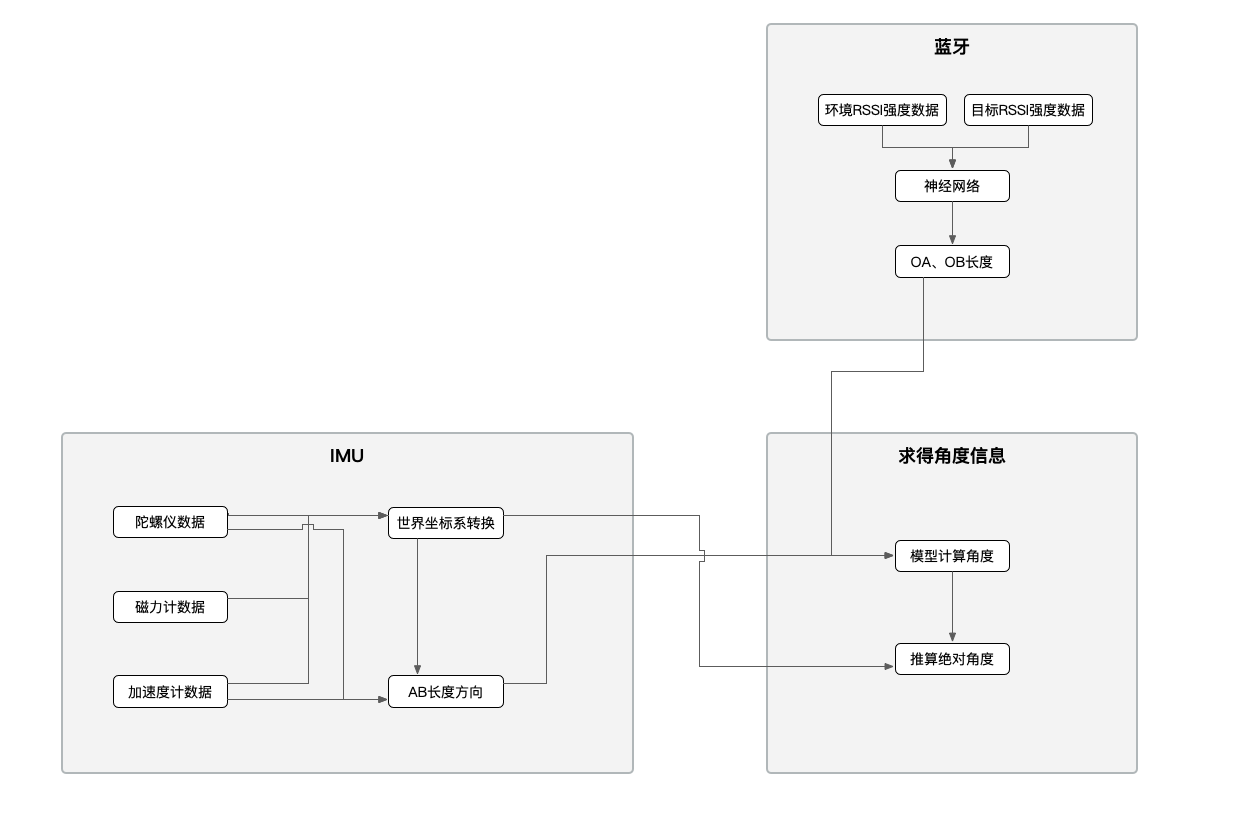 蓝牙
环境RSSI强度数据
目标RSSI强度数据
神经网络
OA、OB长度
IMU
陀螺仪数据
世界坐标系转换
磁力计数据
加速度计数据
AB长度方向
求得角度信息
模型计算角度
推算绝对角度